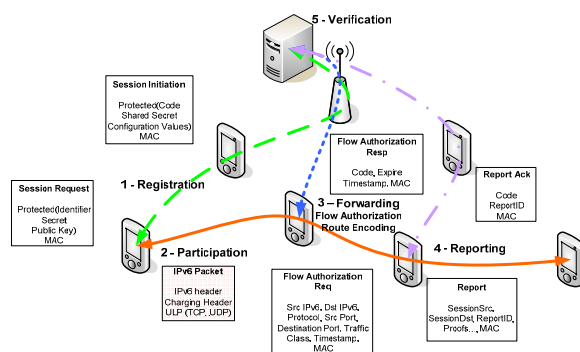 5 - Verification
Session Initiation
Protected(Code
Shared Secret
Configuration Values)
MAC
Flow Authorization
Resp
Code, Expire
Timestamp, MAC
Report Ack
Code
ReportID
MAC
Session Request
Protected(Identifier
Secret
Public Key)
MAC
1 - Registration
3 – Forwarding
Flow Authorization
Route Encoding
2 - Participation
4 - Reporting
IPv6 Packet
IPv6 header
Charging Header
ULP (TCP, UDP)
Flow Authorization
Req
Src IPv6, Dst IPv6,
Protocol, Src Port,
Destination Port, Traffic
Class, Timestamp,
MAC
Report
SessionSrc,
SessionDst, ReportID,
Proofs..., MAC